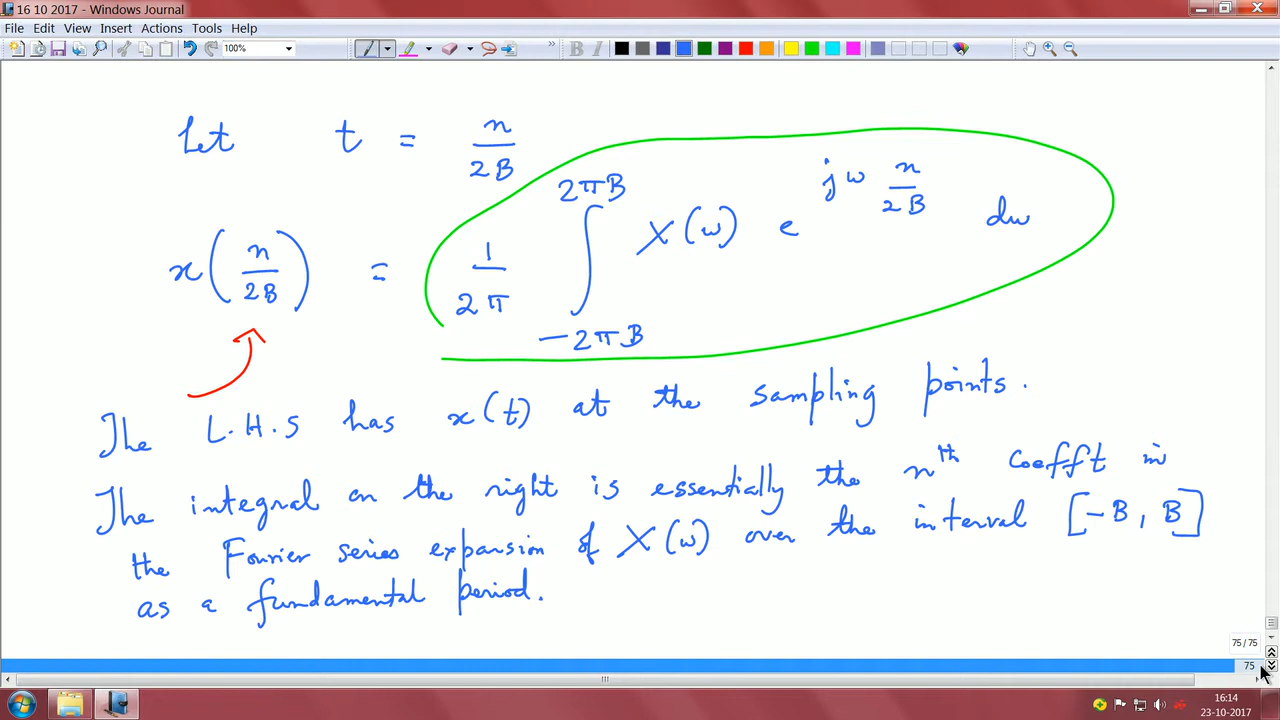 16 10 2017 - Windows Journal
File Edit View Insert Actions Tools Help
100%
Let t = n/2B
x(n/2B) = 1/2π ∫_{-2πB}^{2πB} X(ω) e^{jω n/2B} dω
The L.H.S has x(t) at the sampling points.
The integral on the right is essentially the n^th coefft in
the Fourier series expansion of X(ω) over the interval [-B, B]
as a fundamental period.
75/75
75
16:14
23-10-2017